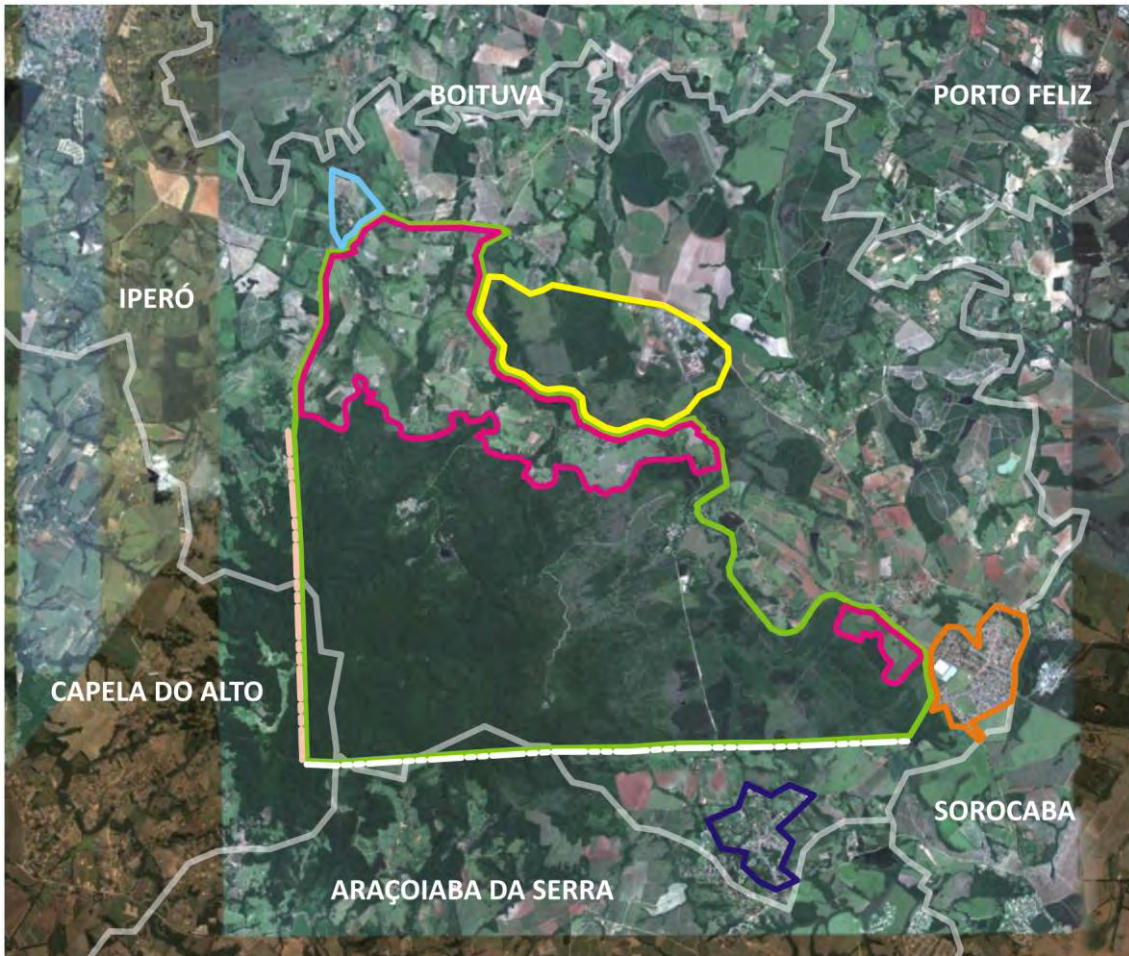 BOITUVA
PORTO FELIZ
IPERÓ
CAPELA DO ALTO
SOROCABA
ARAÇOIABA DA SERRA